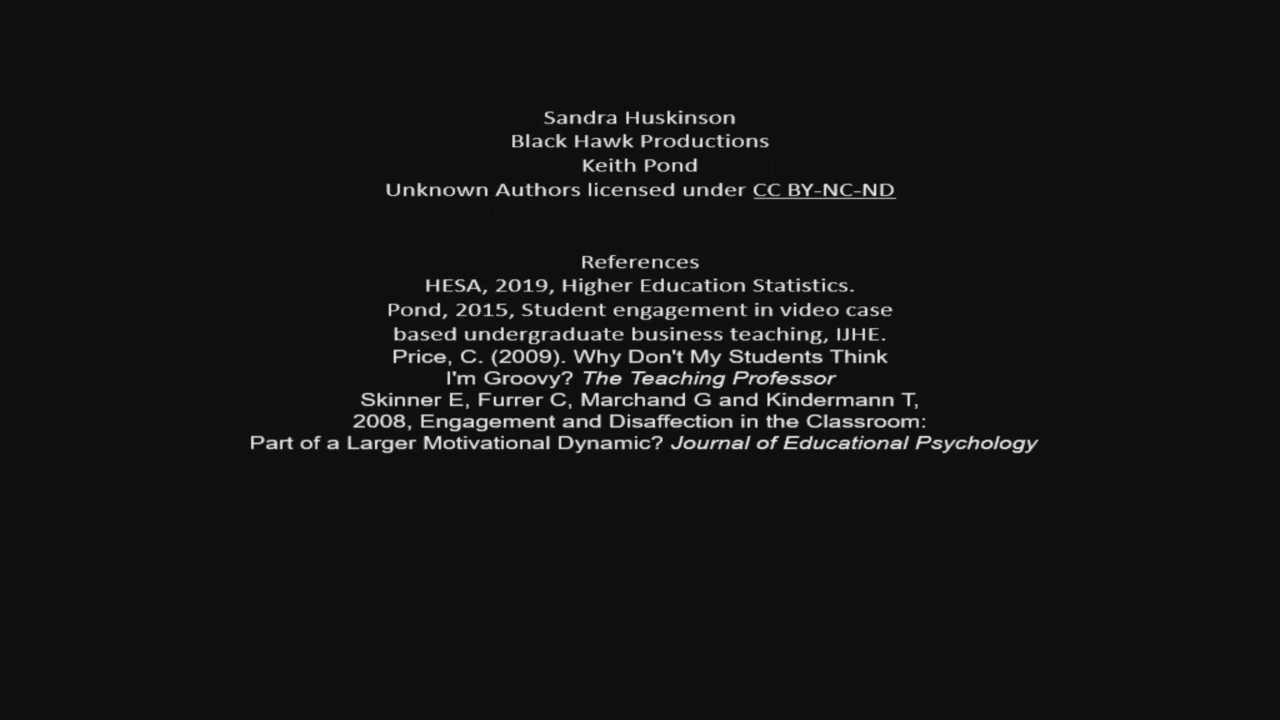 Sandra Huskinson
Black Hawk Productions
Keith Pond
Unknown Authors licensed under CC BY-NC-ND
References
HESA, 2019, Higher Education Statistics.
Pond, 2015, Student engagement in video case
based undergraduate business teaching, IJHE.
Price, C. (2009). Why Don't My Students Think
I'm Groovy? The Teaching Professor
Skinner E, Furrer C, Marchand G and Kindermann T,
2008, Engagement and Disaffection in the Classroom:
Part of a Larger Motivational Dynamic? Journal of Educational Psychology